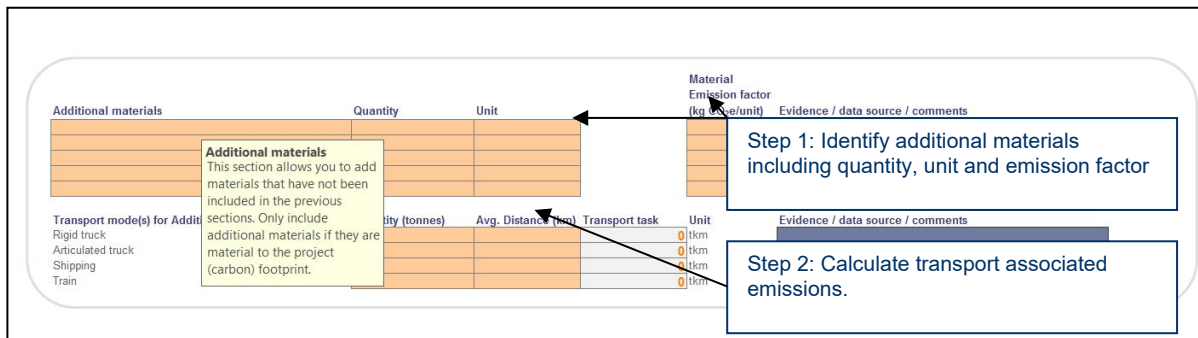 Material
Emission factor
Additional materials Quantity Unit (kg CO₂e/unit) Evidence / data source / comments
Step 1: Identify additional materials
including quantity, unit and emission factor
Additional materials
This section allows you to add
materials that have not been
included in the previous
sections. Only include
additional materials if they are
material to the project
(carbon) footprint.
Transport mode(s) for (tonnes) Avg. Distance (km) Transport task Unit Evidence / data source / comments
Rigid truck 0 tkm
Articulated truck 0 tkm
Shipping 0 tkm
Train 0 tkm
Step 2: Calculate transport associated
emissions.